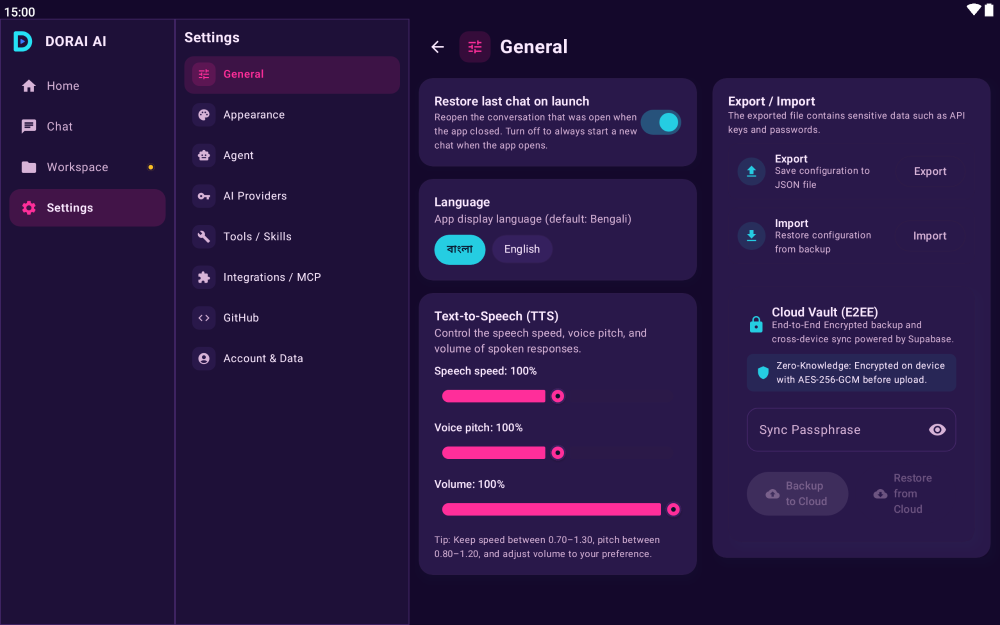 15:00
DORAI AI
Home
Chat
Workspace
Settings
Settings
General
Appearance
Agent
AI Providers
Tools / Skills
Integrations / MCP
GitHub
Account & Data
General
Restore last chat on launch
Reopen the conversation that was open when
the app closed. Turn off to always start a new
chat when the app opens.
Language
App display language (default: Bengali)
বাংলা
English
Text-to-Speech (TTS)
Control the speech speed, voice pitch, and
volume of spoken responses.
Speech speed: 100%
Voice pitch: 100%
Volume: 100%
Tip: Keep speed between 0.70–1.30, pitch between
0.80–1.20, and adjust volume to your preference.
Export / Import
The exported file contains sensitive data such as API
keys and passwords.
Export
Save configuration to
JSON file
Export
Import
Restore configuration
from backup
Import
Cloud Vault (E2EE)
End-to-End Encrypted backup and
cross-device sync powered by Supabase.
Zero-Knowledge: Encrypted on device
with AES-256-GCM before upload.
Sync Passphrase
Backup
to Cloud
Restore
from
Cloud